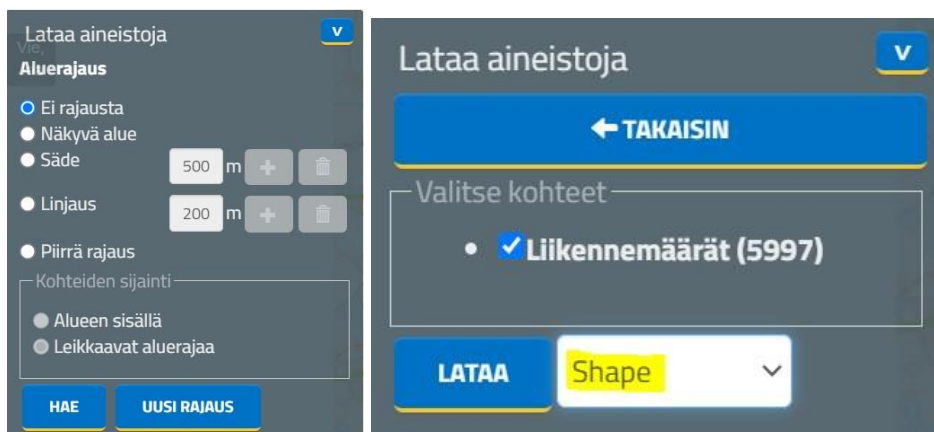 Lataa aineistoja
v
Vie,
Aluerajaus
Ei rajausta
Näkyvä alue
Säde 500 m +
Linjaus 200 m +
Piirrä rajaus
Kohteiden sijainti
Alueen sisällä
Leikkaavat aluerajaa
HAE UUSI RAJAUS
Lataa aineistoja
v
TAKAISIN
Valitse kohteet
Liikennemäärät (5997)
LATAA Shape